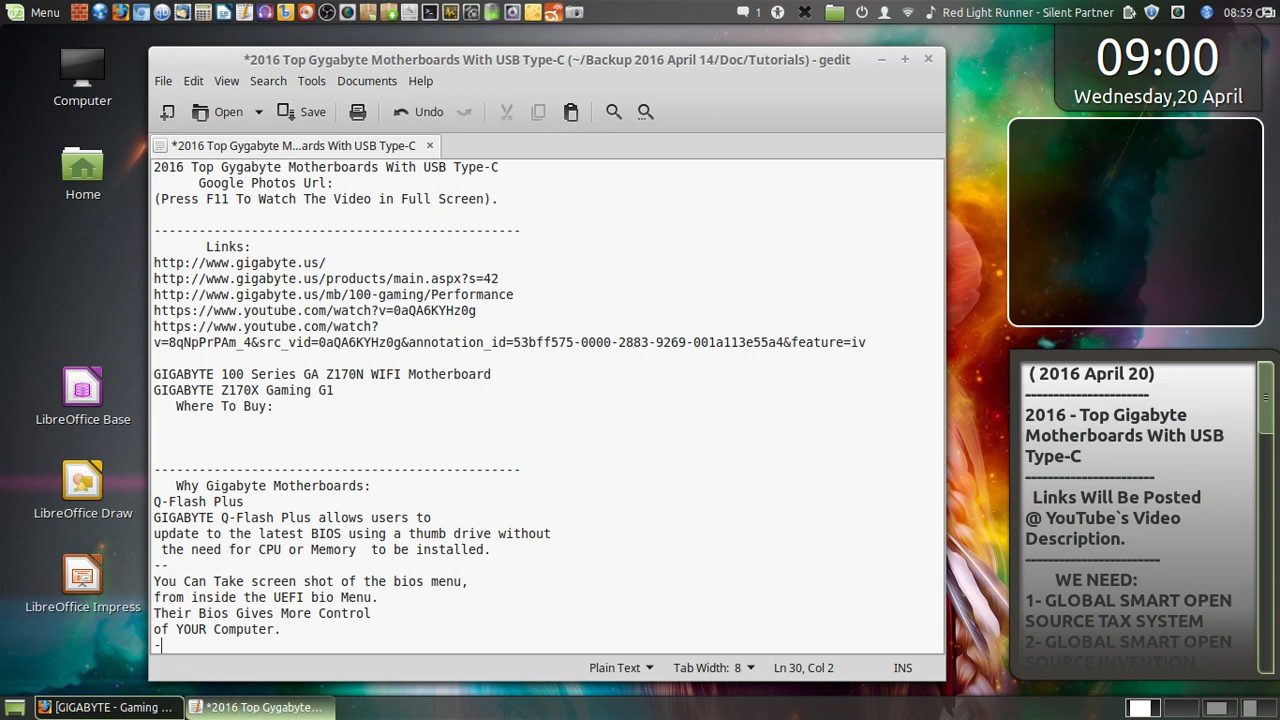 Menu
1
Red Light Runner - Silent Partner
08:59
Computer
Home
LibreOffice Base
LibreOffice Draw
LibreOffice Impress
*2016 Top Gygabyte Motherboards With USB Type-C (~/Backup 2016 April 14/Doc/Tutorials) - gedit
File Edit View Search Tools Documents Help
Open Save Undo
*2016 Top Gygabyte M...ards With USB Type-C
2016 Top Gygabyte Motherboards With USB Type-C
Google Photos Url:
(Press F11 To Watch The Video in Full Screen).
-------------------------------------------------
Links:
http://www.gigabyte.us/
http://www.gigabyte.us/products/main.aspx?s=42
http://www.gigabyte.us/mb/100-gaming/Performance
https://www.youtube.com/watch?v=0aQA6KYHz0g
https://www.youtube.com/watch?
v=8qNpPrPAm_4&src_vid=0aQA6KYHz0g&annotation_id=53bff575-0000-2883-9269-001a113e55a4&feature=iv
GIGABYTE 100 Series GA Z170N WIFI Motherboard
GIGABYTE Z170X Gaming G1
Where To Buy:
-------------------------------------------------
Why Gigabyte Motherboards:
Q-Flash Plus
GIGABYTE Q-Flash Plus allows users to
update to the latest BIOS using a thumb drive without
the need for CPU or Memory  to be installed.
--
You Can Take screen shot of the bios menu,
from inside the UEFI bio Menu.
Their Bios Gives More Control
of YOUR Computer.
-
Plain Text Tab Width: 8 Ln 30, Col 2 INS
09:00
Wednesday,20 April
( 2016 April 20)
----------------------
2016 - Top Gigabyte
Motherboards With USB
Type-C
-----------------------
Links Will Be Posted
@ YouTube`s Video
Description.
------------------------
WE NEED:
1- GLOBAL SMART OPEN
SOURCE TAX SYSTEM
2- GLOBAL SMART OPEN
SOURCE INVENTION
[GIGABYTE - Gaming ...
*2016 Top Gygabyte...